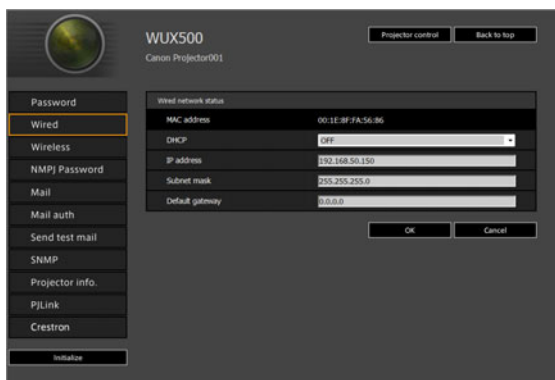 WUX500
Canon Projector001
Projector control
Back to top
Password
Wired
Wireless
NMPJ Password
Mail
Mail auth
Send test mail
SNMP
Projector info.
PJLink
Crestron
Initialize
Wired network status
MAC address 00:1E:8F:FA:56:86
DHCP OFF
IP address 192.168.50.150
Subnet mask 255.255.255.0
Default gateway 0.0.0.0
OK
Cancel